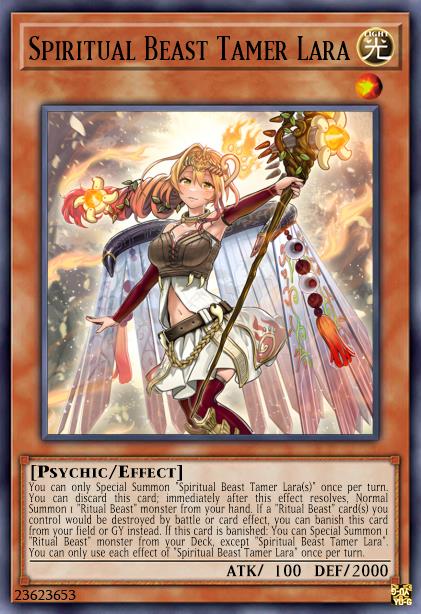 SPIRITUAL BEAST TAMER LARA
LIGHT
光
[PSYCHIC/EFFECT]
You can only Special Summon "Spiritual Beast Tamer Lara(s)" once per turn.
You can discard this card; immediately after this effect resolves, Normal
Summon 1 "Ritual Beast" monster from your hand. If a "Ritual Beast" card(s) you
control would be destroyed by battle or card effect, you can banish this card
from your field or GY instead. If this card is banished: You can Special Summon 1
"Ritual Beast" monster from your Deck, except "Spiritual Beast Tamer Lara".
You can only use each effect of "Spiritual Beast Tamer Lara" once per turn.
ATK/ 100 DEF/2000
23623653